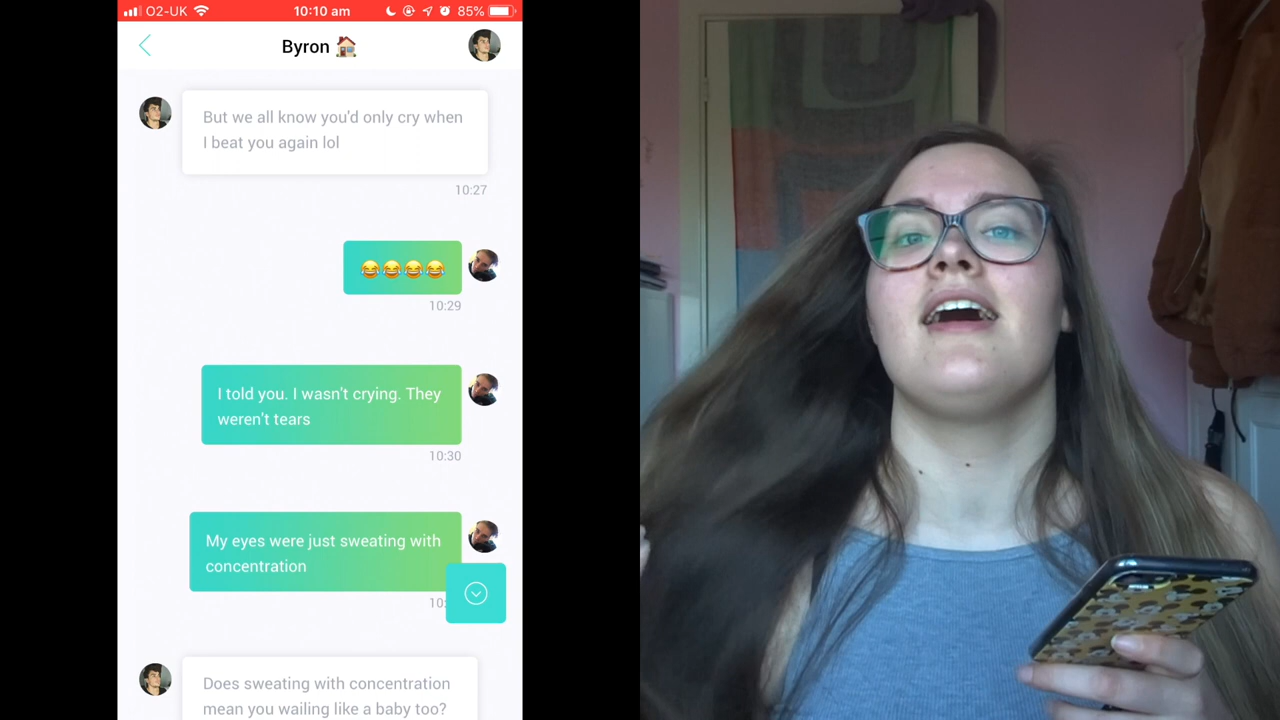 O2-UK 10:10 am 85%
Byron
But we all know you'd only cry when
I beat you again lol
10:27
10:29
I told you. I wasn't crying. They
weren't tears
10:30
My eyes were just sweating with
concentration
10:
Does sweating with concentration
mean you wailing like a baby too?